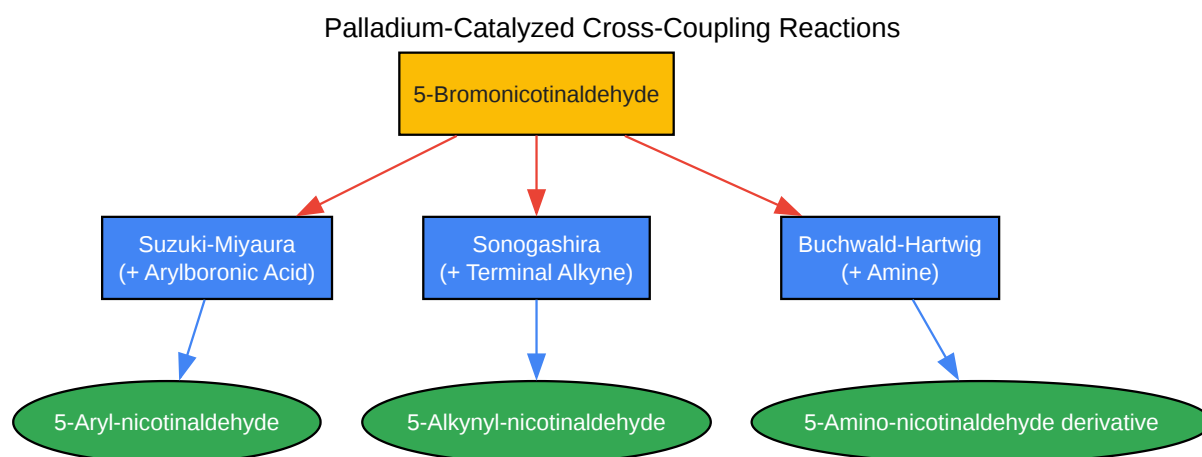 Palladium-Catalyzed Cross-Coupling Reactions
5-Bromonicotinaldehyde
Suzuki-Miyaura
(+ Arylboronic Acid)
Sonogashira
(+ Terminal Alkyne)
Buchwald-Hartwig
(+ Amine)
5-Aryl-nicotinaldehyde
5-Alkynyl-nicotinaldehyde
5-Amino-nicotinaldehyde derivative